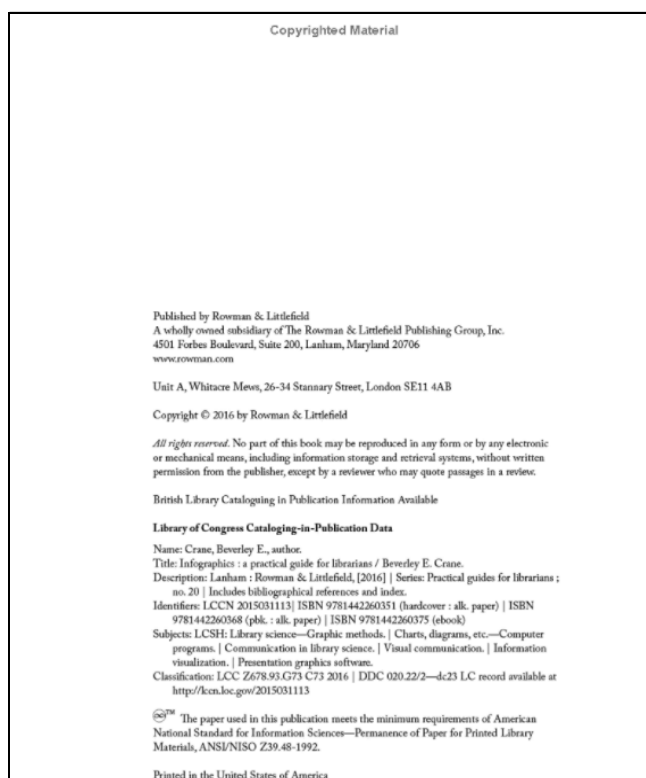 Copyrighted Material
Published by Rowman & Littlefield
A wholly owned subsidiary of The Rowman & Littlefield Publishing Group, Inc.
4501 Forbes Boulevard, Suite 200, Lanham, Maryland 20706
www.rowman.com
Unit A, Whitacre Mews, 26-34 Stannary Street, London SE11 4AB
Copyright © 2016 by Rowman & Littlefield
All rights reserved. No part of this book may be reproduced in any form or by any electronic
or mechanical means, including information storage and retrieval systems, without written
permission from the publisher, except by a reviewer who may quote passages in a review.
British Library Cataloguing in Publication Information Available
Library of Congress Cataloging-in-Publication Data
Name: Crane, Beverley E., author.
Title: Infographics : a practical guide for librarians / Beverley E. Crane.
Description: Lanham : Rowman & Littlefield, [2016] | Series: Practical guides for librarians ;
no. 20 | Includes bibliographical references and index.
Identifiers: LCCN 2015031113| ISBN 9781442260351 (hardcover : alk. paper) | ISBN
9781442260368 (pbk. : alk. paper) | ISBN 9781442260375 (ebook)
Subjects: LCSH: Library science—Graphic methods. | Charts, diagrams, etc.—Computer
programs. | Communication in library science. | Visual communication. | Information
visualization. | Presentation graphics software.
Classification: LCC Z678.93.G73 C73 2016 | DDC 020.22/2—dc23 LC record available at
http://lccn.loc.gov/2015031113
∞™ The paper used in this publication meets the minimum requirements of American
National Standard for Information Sciences—Permanence of Paper for Printed Library
Materials, ANSI/NISO Z39.48-1992.
Printed in the United States of America